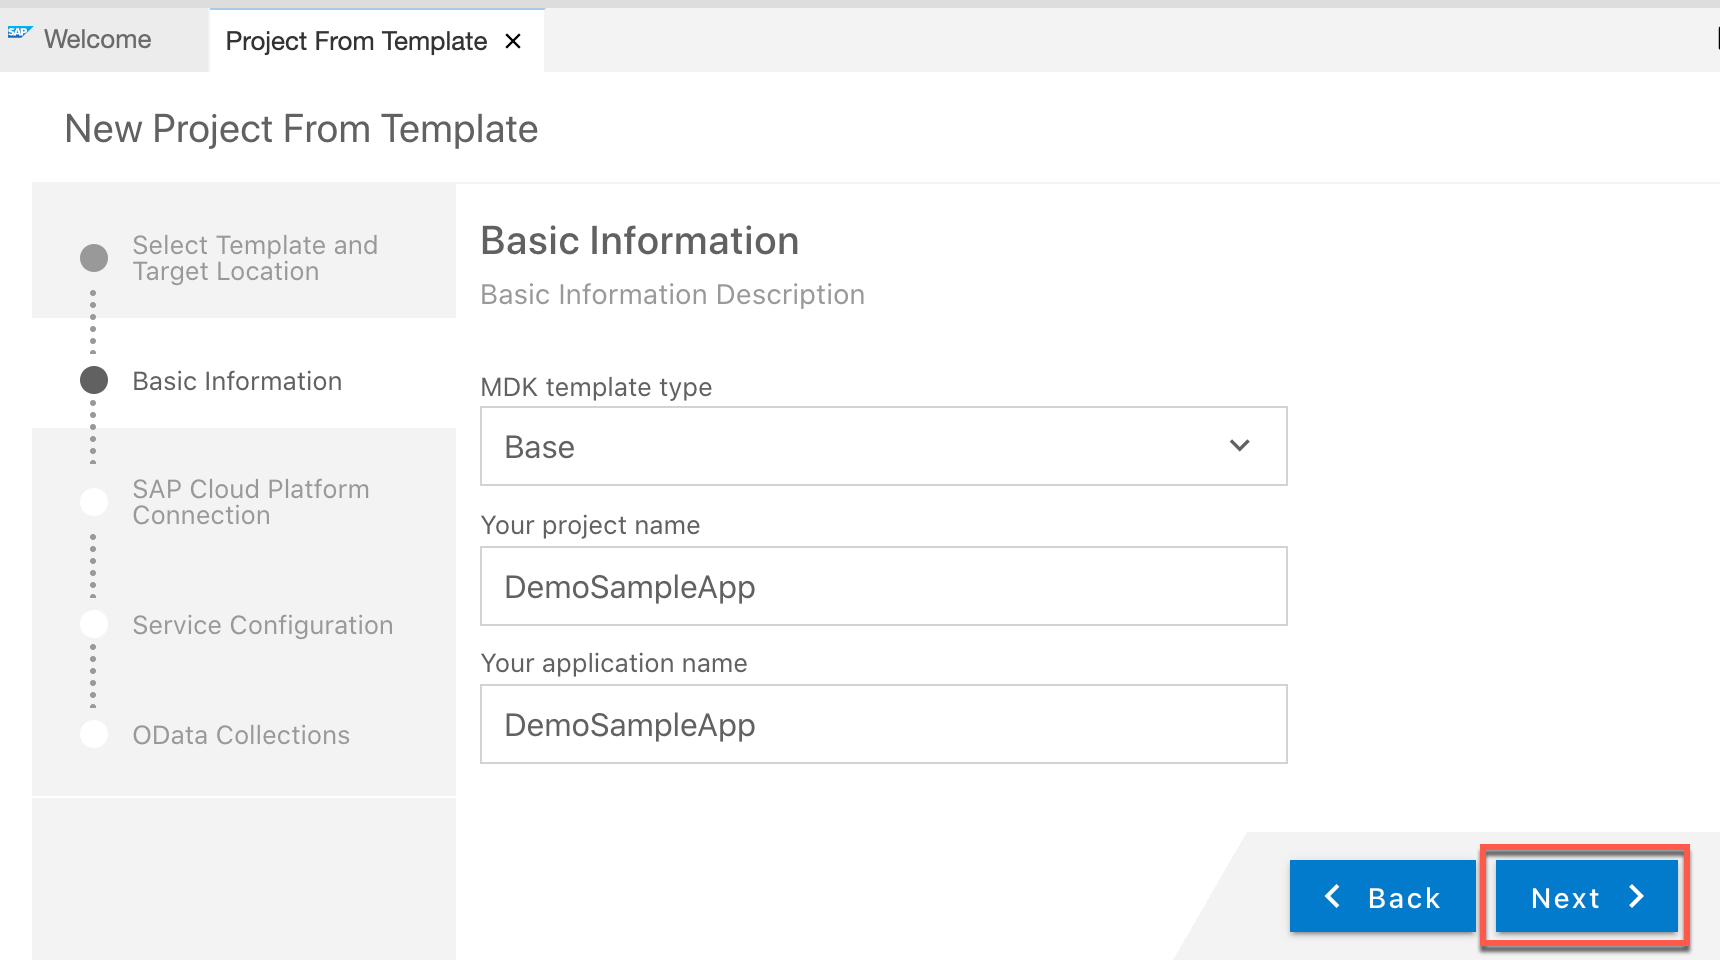 SAP Welcome
Project From Template
New Project From Template
Select Template and
Target Location
Basic Information
SAP Cloud Platform
Connection
Service Configuration
OData Collections
Basic Information
Basic Information Description
MDK template type
Base
Your project name
DemoSampleApp
Your application name
DemoSampleApp
Back
Next